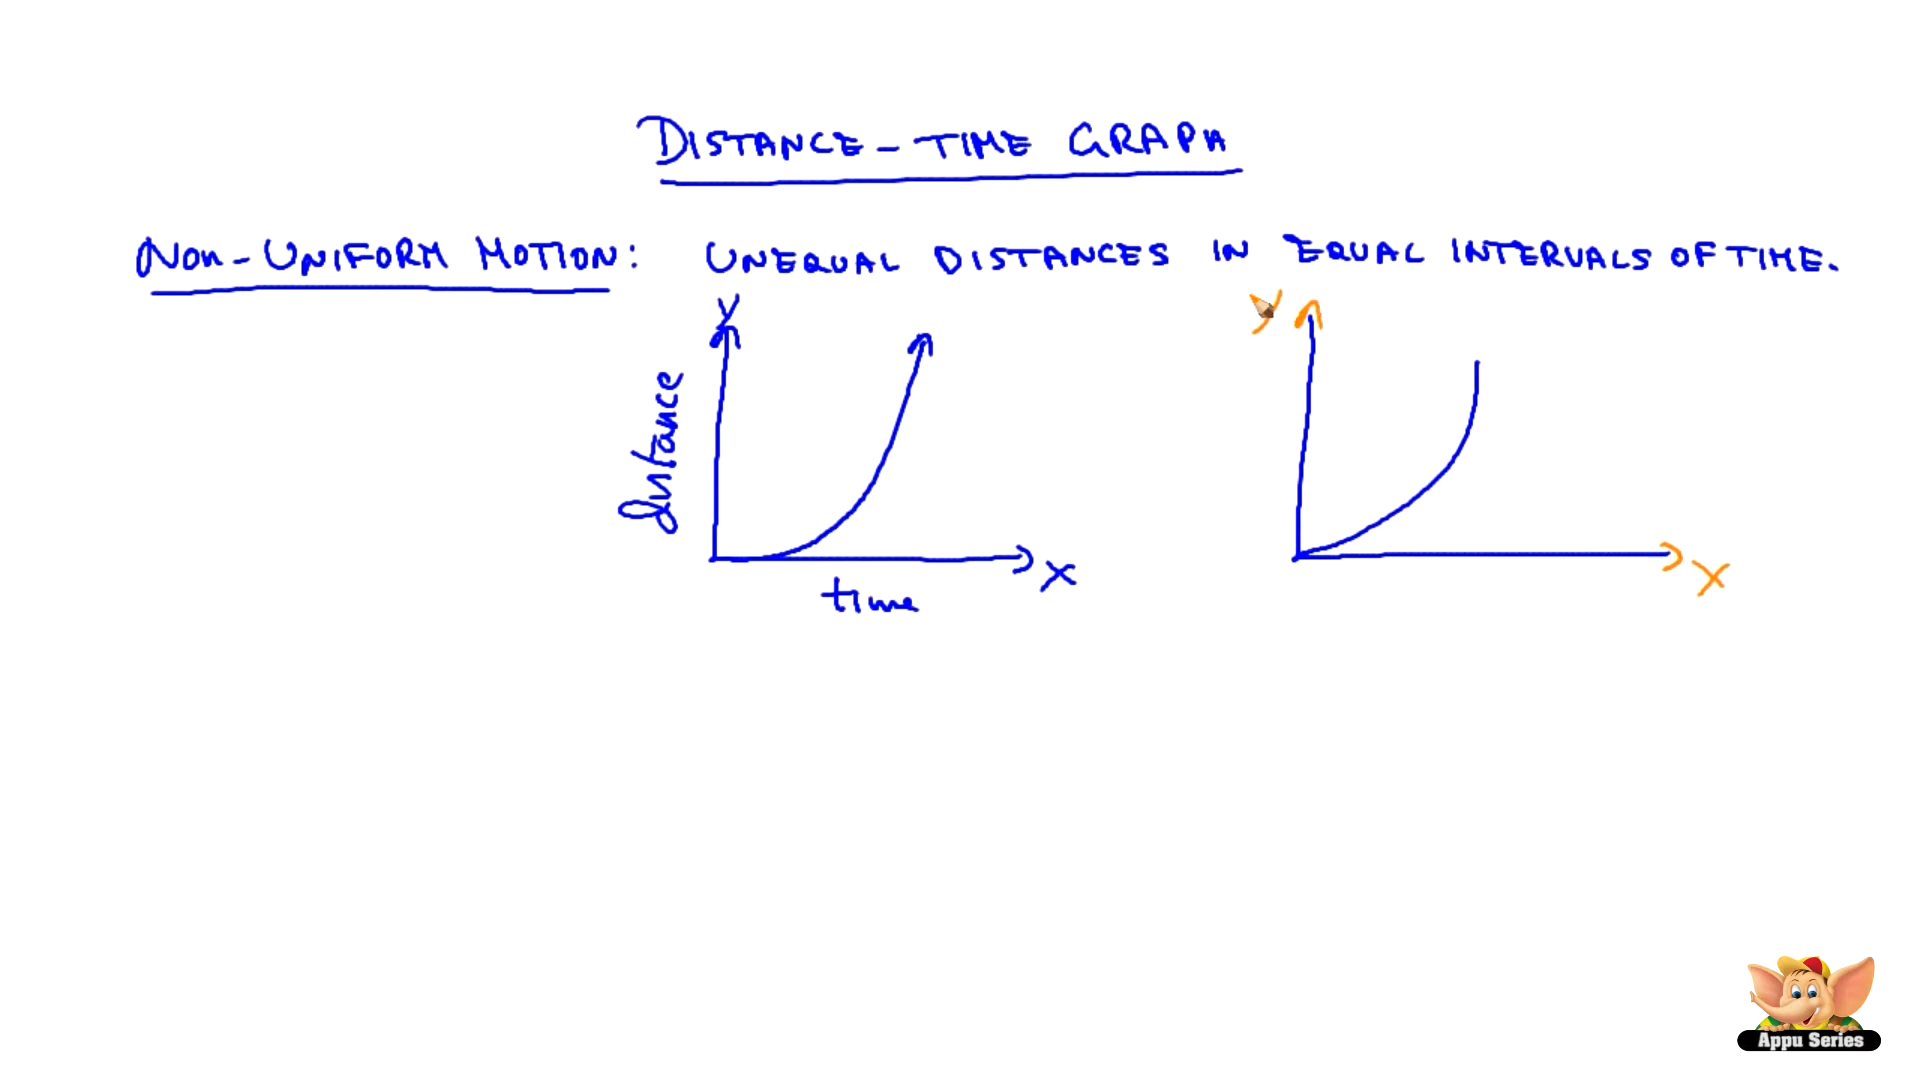 DISTANCE - TIME GRAPH
NON-UNIFORM MOTION: UNEQUAL DISTANCES IN EQUAL INTERVALS OF TIME.
y
y
distance
x
x
time
Appu Series